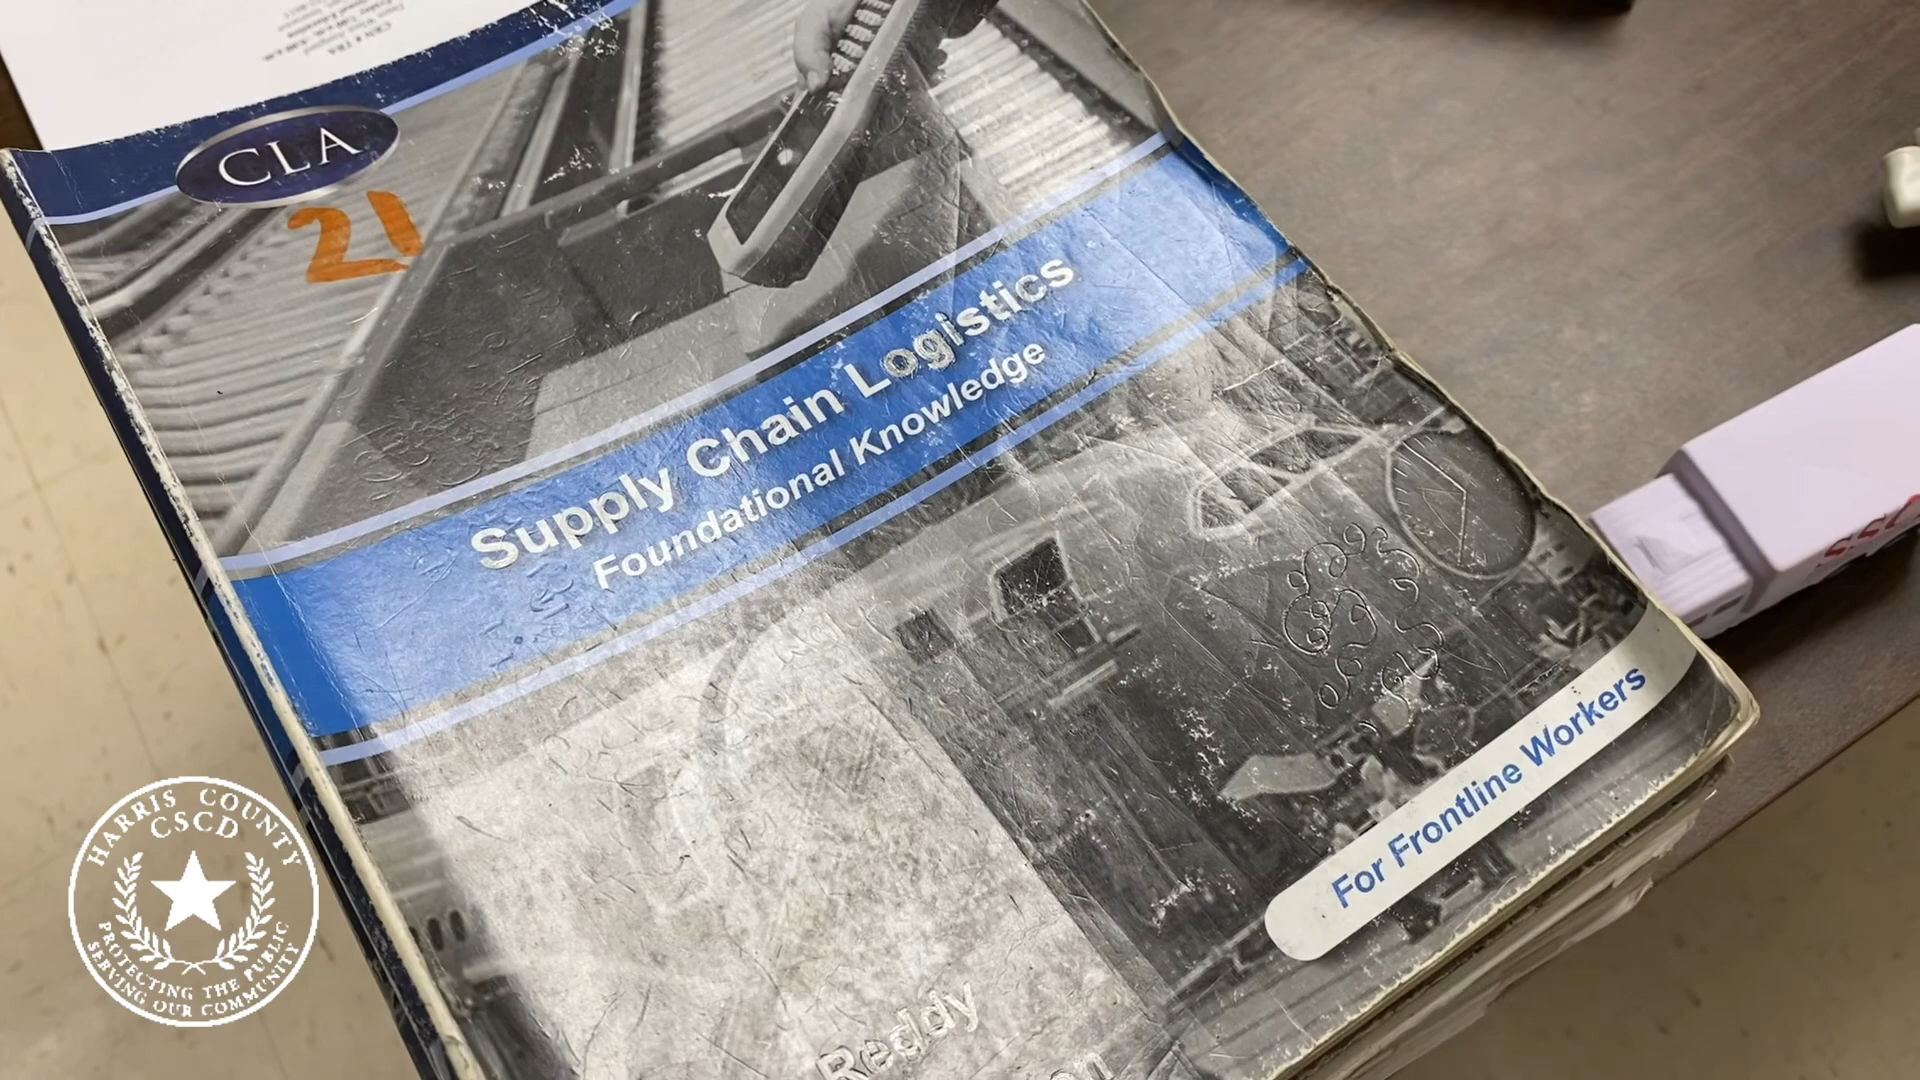 CLA
21
Supply Chain Logistics
Foundational Knowledge
For Frontline Workers
Reddy
HARRIS COUNTY
CSCD
PROTECTING THE PUBLIC
SERVING OUR COMMUNITY